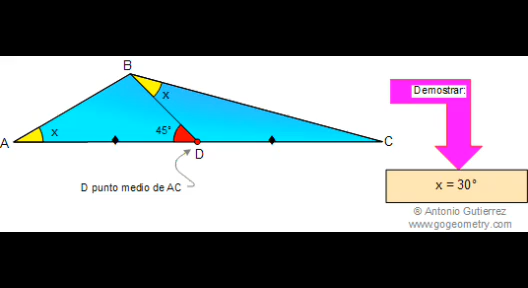 B
Demostrar:
x
45°
A
x
C
D
D punto medio de AC
x = 30°
® Antonio Gutierrez
www.gogeometry.com